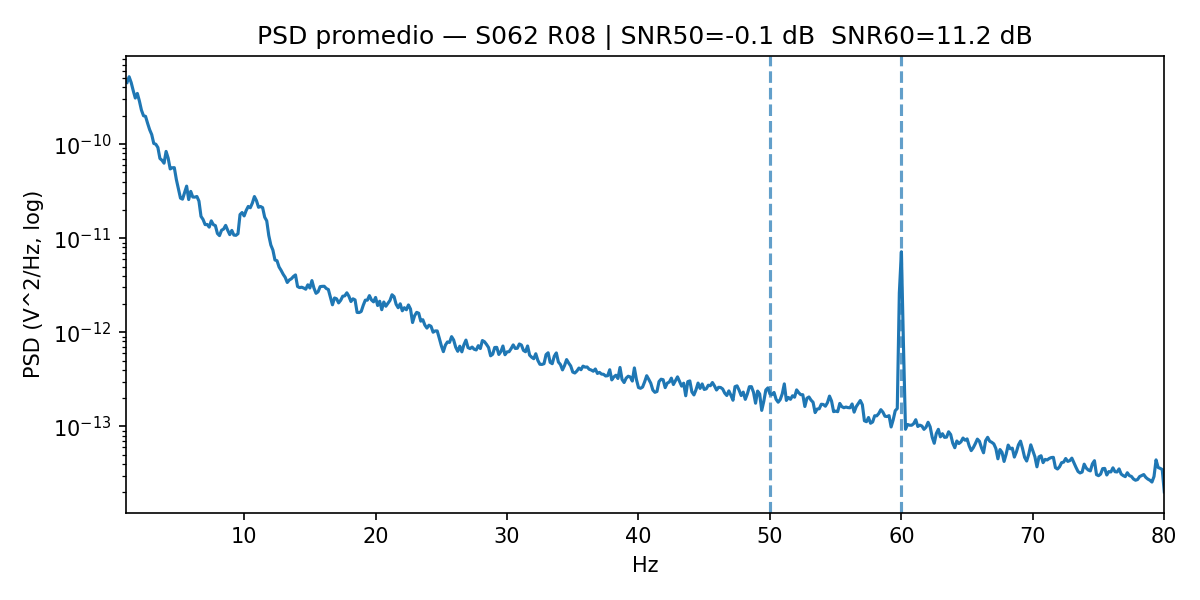 PSD promedio — S062 R08 | SNR50=-0.1 dB  SNR60=11.2 dB
PSD (V^2/Hz, log)
10⁻¹⁰
10⁻¹¹
10⁻¹²
10⁻¹³
10 20 30 40 50 60 70 80
Hz